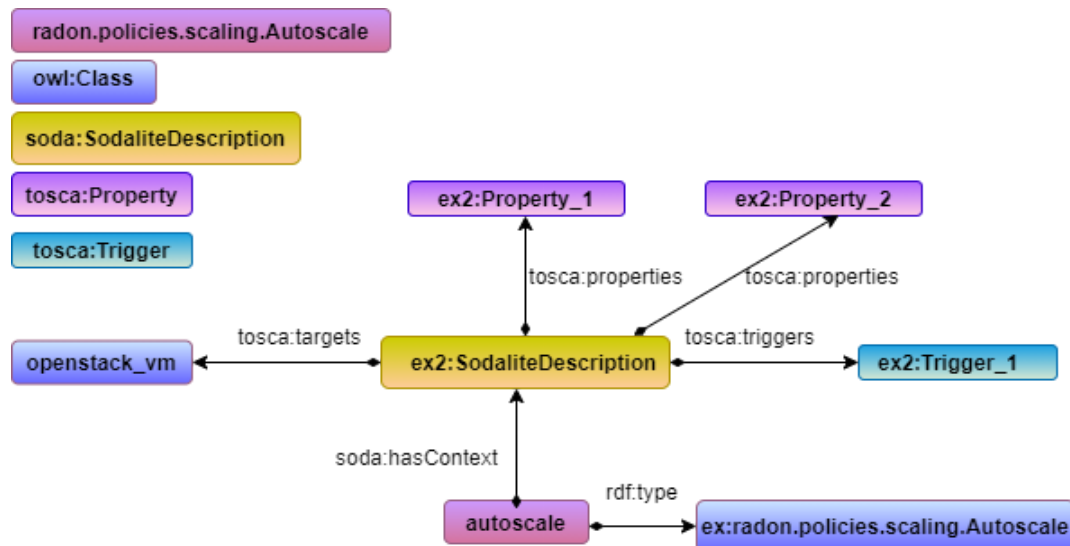 radon.policies.scaling.Autoscale
owl:Class
soda:SodaliteDescription
tosca:Property
ex2:Property_1
ex2:Property_2
tosca:Trigger
tosca:properties
tosca:properties
tosca:targets
tosca:triggers
openstack_vm
ex2:SodaliteDescription
ex2:Trigger_1
soda:hasContext
rdf:type
autoscale
ex:radon.policies.scaling.Autoscale